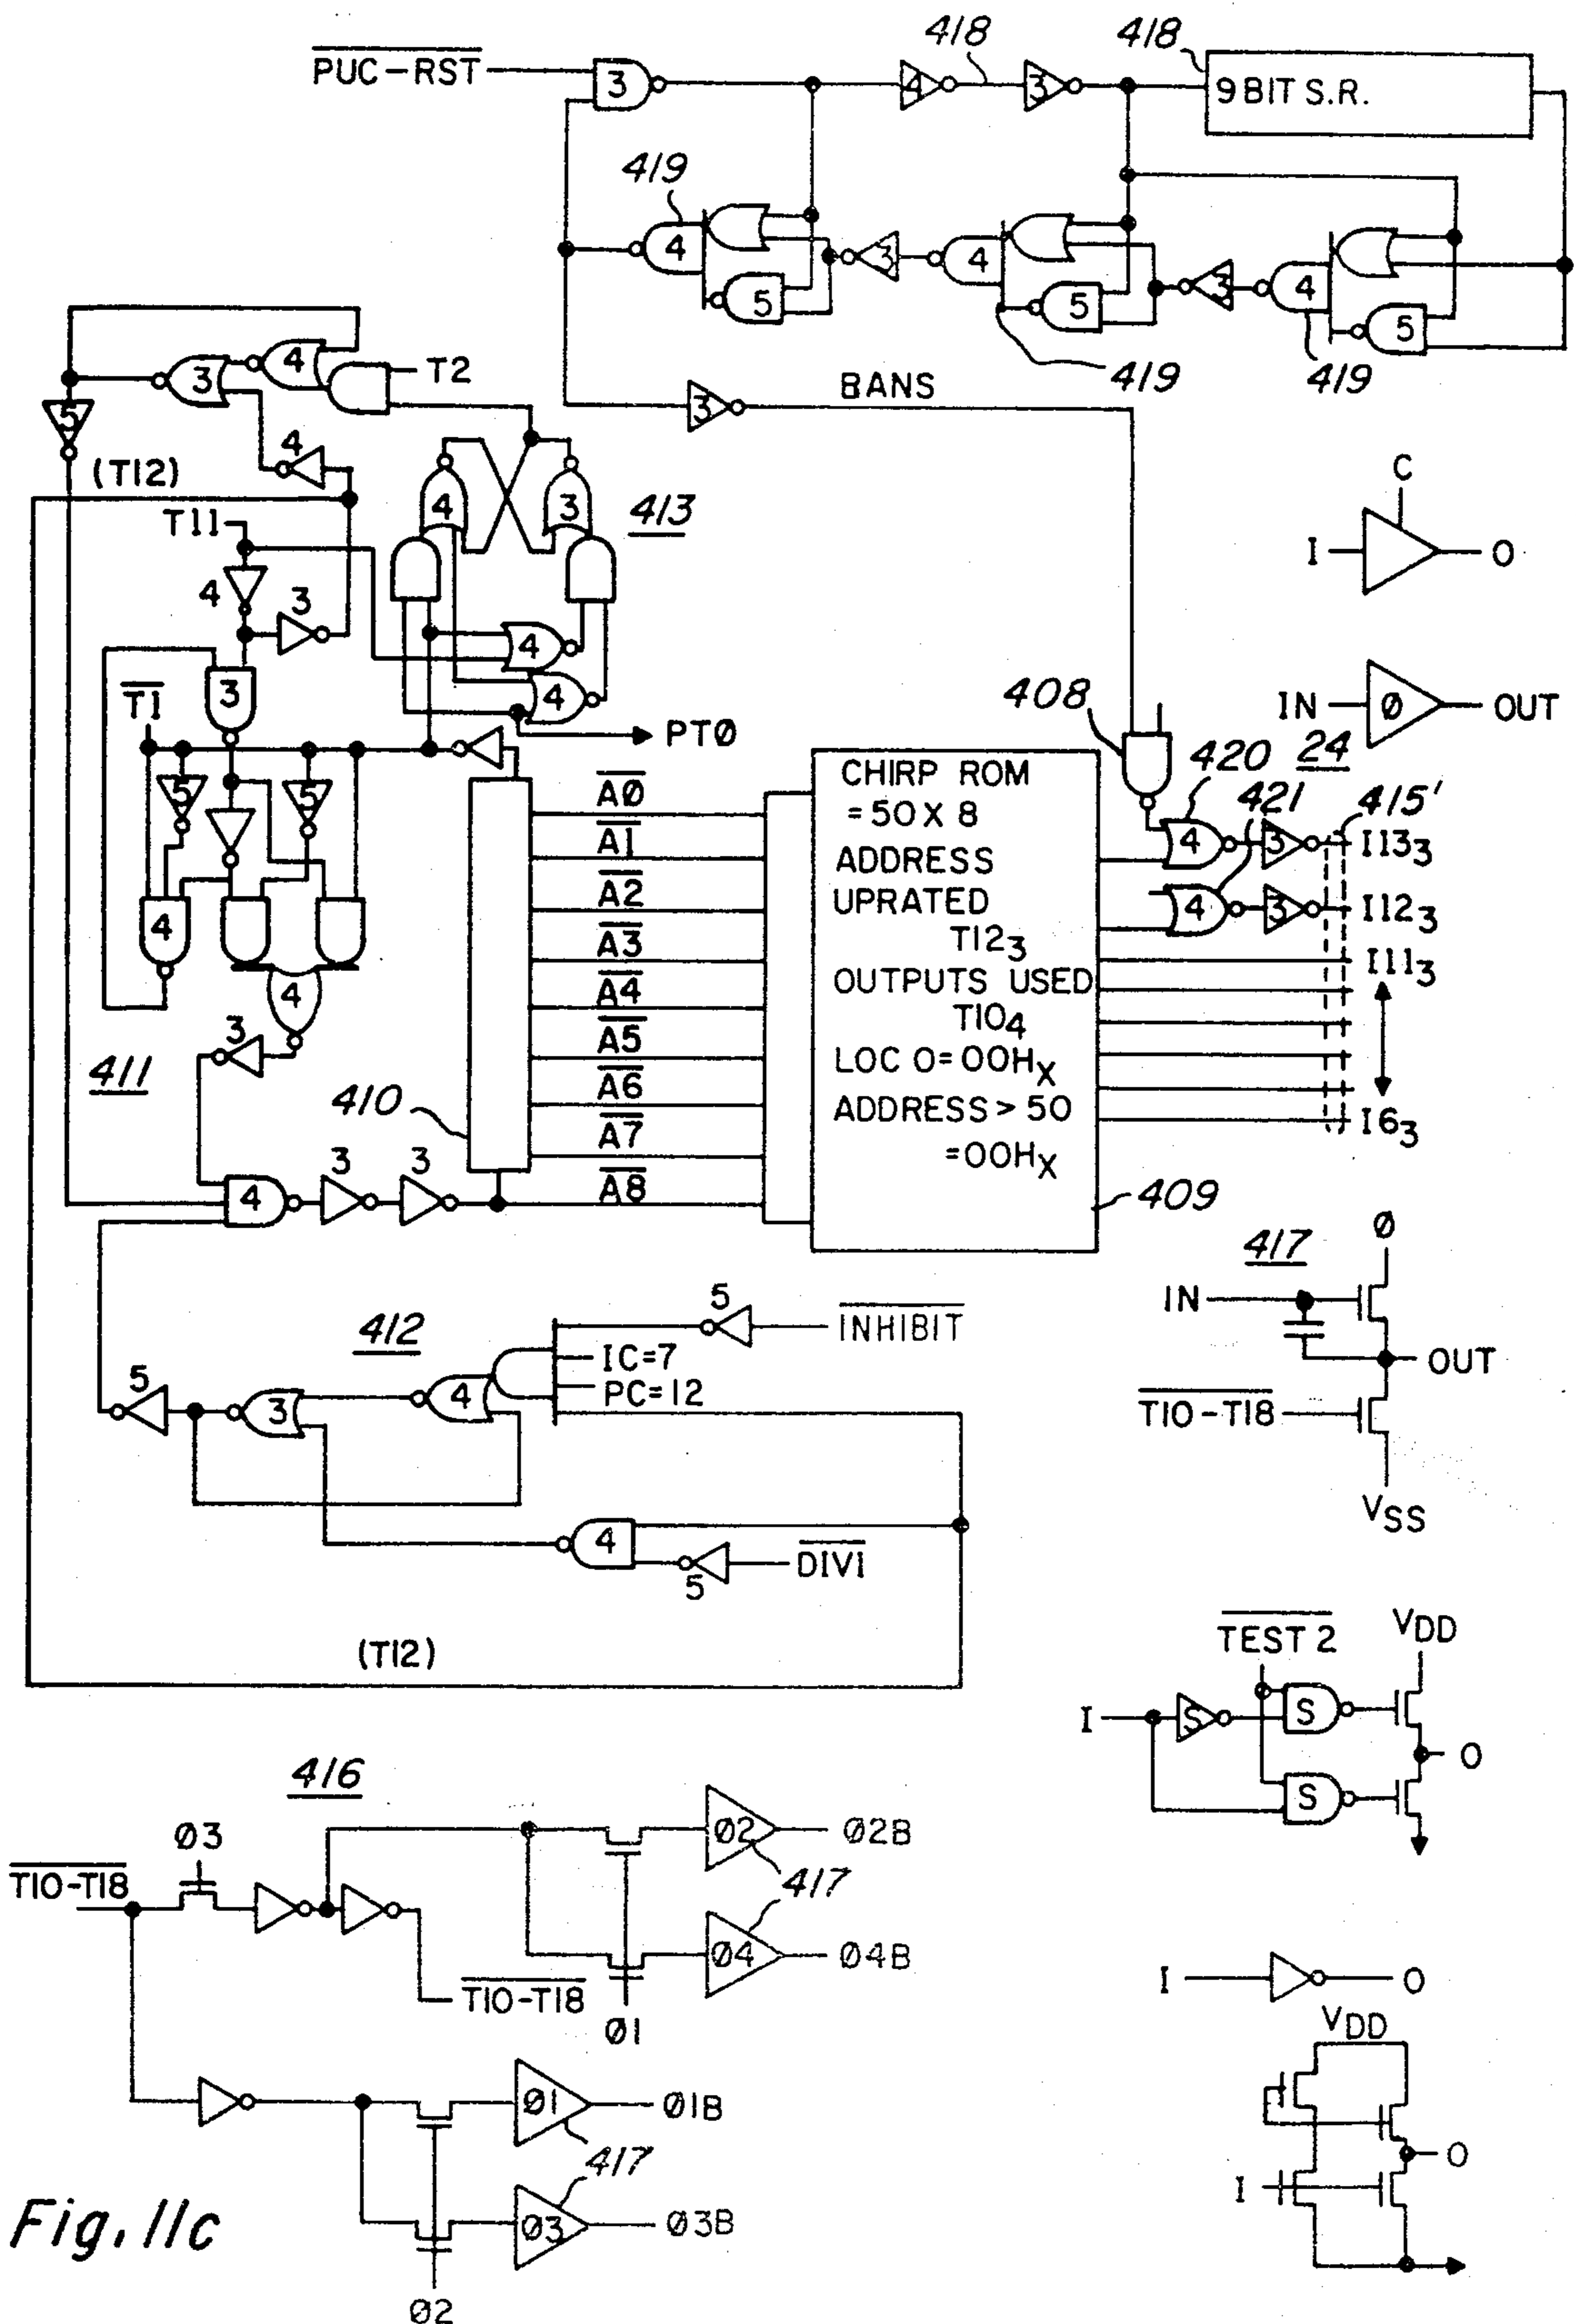 PUC-RST
3
4
418
3
418
9 BIT S.R.
419
4
5
3
4
5
419
3
4
5
419
3
BANS
T2
4
3
5
4
(T12)
T11
4
3
413
4
3
4
4
PTØ
3
T1
5
5
4
4
3
411
410
4
3
3
A0
A1
A2
A3
A4
A5
A6
A7
A8
CHIRP ROM
= 50 X 8
ADDRESS
UPRATED
T12₃
OUTPUTS USED
T10₄
LOC 0=00Hₓ
ADDRESS > 50
=00Hₓ
409
408
420
4
3
421
4
3
415'
I13₃
I12₃
I11₃
I6₃
C
I
O
IN
Ø
OUT
24
417
Ø
IN
OUT
T10-T18
VSS
412
5
INHIBIT
IC=7
PC=12
5
3
4
4
5
DIVI
(T12)
TEST 2
VDD
I
S
S
S
O
416
Ø3
T10-T18
Ø2
Ø2B
417
Ø4
Ø4B
T10-T18
Ø1
Ø1
Ø1B
417
Ø3
Ø3B
Ø2
I
O
VDD
O
I
Fig. 11c